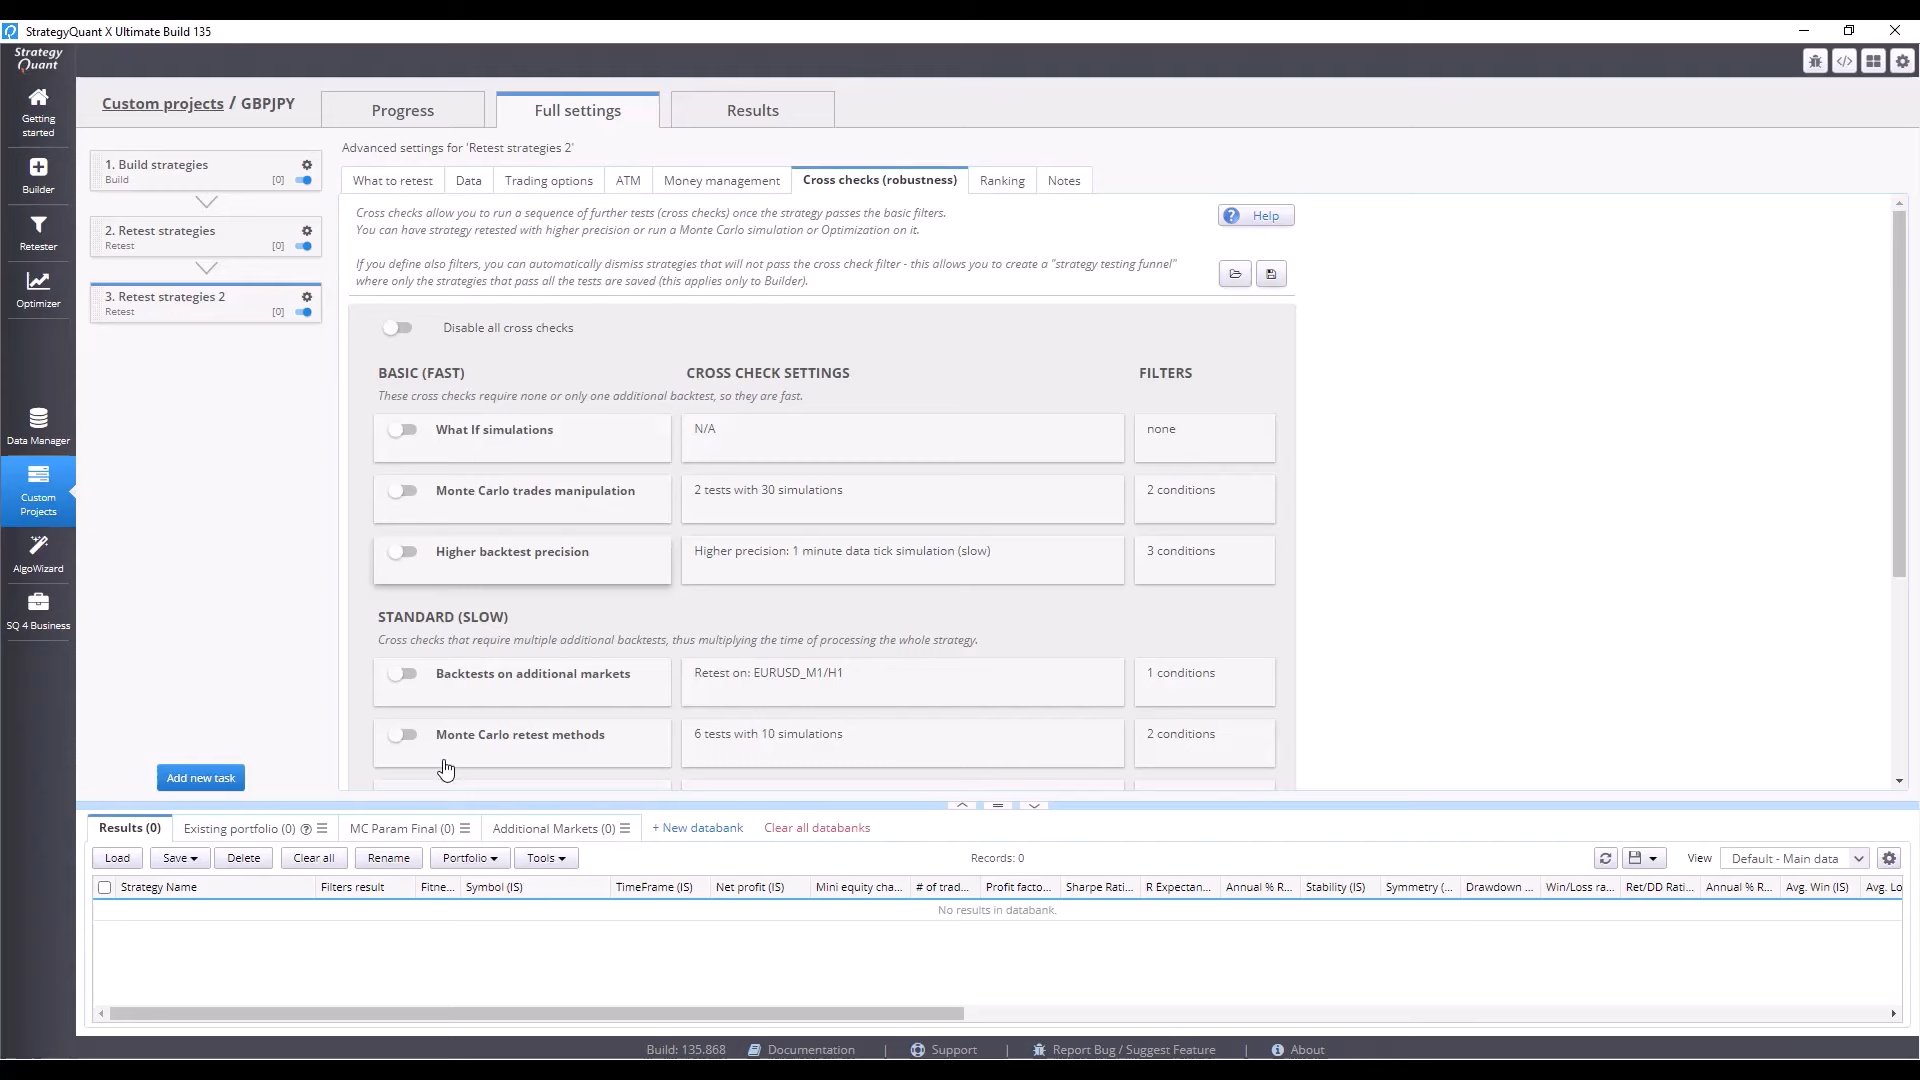 StrategyQuant X Ultimate Build 135
Strategy
Quant
Getting
started
Builder
Retester
Optimizer
Data Manager
Custom
Projects
AlgoWizard
SQ 4 Business
Custom projects / GBPJPY
Progress
Full settings
Results
1. Build strategies
Build
[0]
2. Retest strategies
Retest
[0]
3. Retest strategies 2
Retest
[0]
Add new task
Advanced settings for 'Retest strategies 2'
What to retest
Data
Trading options
ATM
Money management
Cross checks (robustness)
Ranking
Notes
Cross checks allow you to run a sequence of further tests (cross checks) once the strategy passes the basic filters.
You can have strategy retested with higher precision or run a Monte Carlo simulation or Optimization on it.
? Help
If you define also filters, you can automatically dismiss strategies that will not pass the cross check filter - this allows you to create a "strategy testing funnel"
where only the strategies that pass all the tests are saved (this applies only to Builder).
Disable all cross checks
BASIC (FAST)
CROSS CHECK SETTINGS
FILTERS
These cross checks require none or only one additional backtest, so they are fast.
What If simulations
N/A
none
Monte Carlo trades manipulation
2 tests with 30 simulations
2 conditions
Higher backtest precision
Higher precision: 1 minute data tick simulation (slow)
3 conditions
STANDARD (SLOW)
Cross checks that require multiple additional backtests, thus multiplying the time of processing the whole strategy.
Backtests on additional markets
Retest on: EURUSD_M1/H1
1 conditions
Monte Carlo retest methods
6 tests with 10 simulations
2 conditions
Results (0)
Existing portfolio (0) ?
MC Param Final (0)
Additional Markets (0)
+ New databank
Clear all databanks
Load
Save
Delete
Clear all
Rename
Portfolio
Tools
Records: 0
View
Default - Main data
Strategy Name
Filters result
Fitne...
Symbol (IS)
TimeFrame (IS)
Net profit (IS)
Mini equity cha...
# of trad...
Profit facto...
Sharpe Rati...
R Expectan...
Annual % R...
Stability (IS)
Symmetry (...
Drawdown ...
Win/Loss ra...
Ret/DD Rati...
Annual % R...
Avg. Win (IS)
Avg. Lo
No results in databank.
Build: 135.868
Documentation
|
Support
|
Report Bug / Suggest Feature
|
About